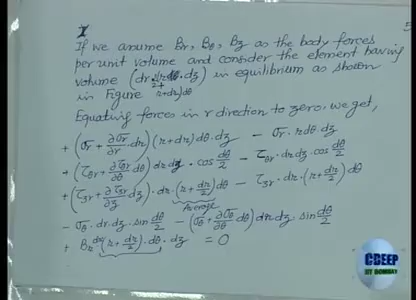 If we assume Br, Bθ, Bz as the body forces
per unit volume and consider the element having
volume (dr. rdθ .dz) in equilibrium as shown
in Figure
Equating forces in r direction to zero, we get,
+ (σr + ∂σr/∂r .dr)(r+dr)dθ.dz − σr. rdθ.dz
+ (τθr + ∂τθr/∂θ dθ) dr dz . cos dθ/2 − τθr .dr dz. cos dθ/2
+ (τzr + ∂τzr/∂z dz). dr. (r + dr/2) dθ − τzr .dr. (r + dr/2) dθ
Average
− σθ . dr. dz . sin dθ/2 − (σθ + ∂σθ/∂θ dθ) dr dz. sin dθ/2
+ Br dr (r + dr/2). dθ . dz = 0
CDEEP
IIT BOMBAY